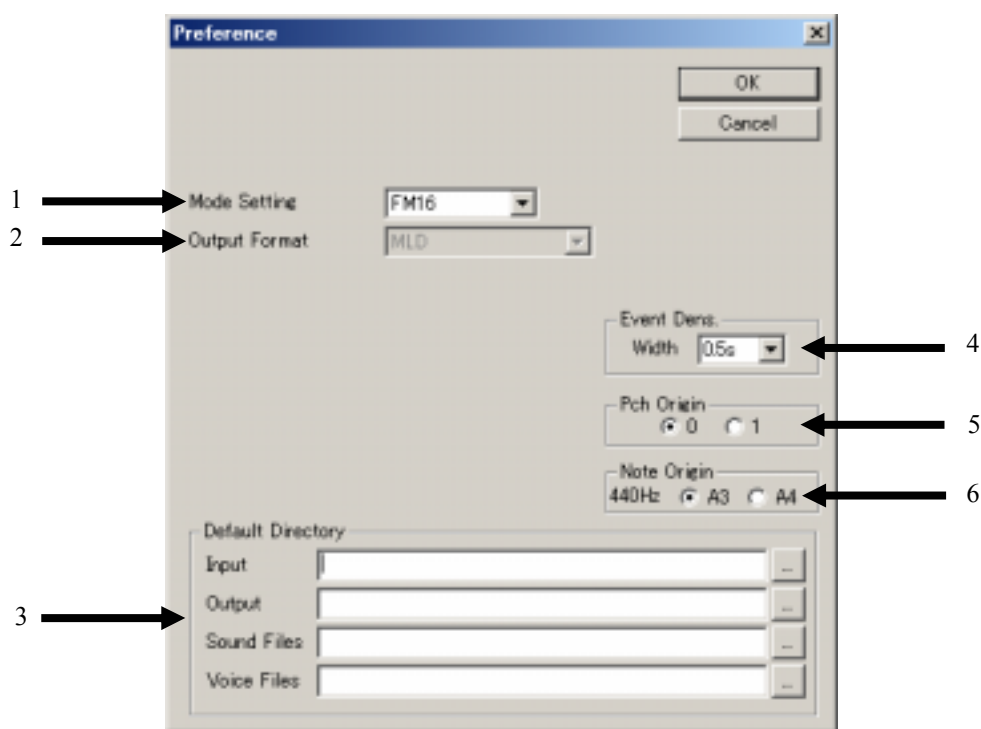 Preference
OK
Cancel
1 Mode Setting FM16
2 Output Format MLD
Event Dens.
Width 0.5s 4
Pch Origin
0 1 5
Note Origin
440Hz A3 A4 6
Default Directory
Input ...
Output ...
3
Sound Files ...
Voice Files ...